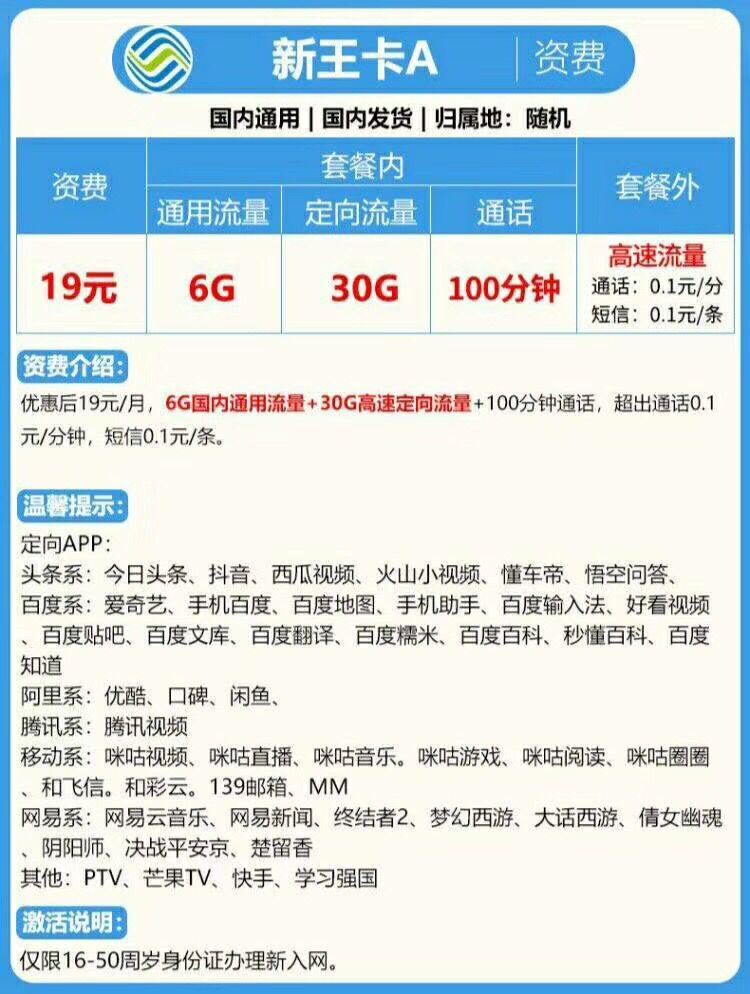 新王卡A 资费
国内通用 | 国内发货 | 归属地：随机
资费 套餐内 套餐外
通用流量 定向流量 通话
19元 6G 30G 100分钟 高速流量
通话：0.1元/分
短信：0.1元/条
资费介绍：
优惠后19元/月，6G国内通用流量+30G高速定向流量+100分钟通话，超出通话0.1
元/分钟，短信0.1元/条。
温馨提示：
定向APP：
头条系：今日头条、抖音、西瓜视频、火山小视频、懂车帝、悟空问答、
百度系：爱奇艺、手机百度、百度地图、手机助手、百度输入法、好看视频
、百度贴吧、百度文库、百度翻译、百度糯米、百度百科、秒懂百科、百度
知道
阿里系：优酷、口碑、闲鱼、
腾讯系：腾讯视频
移动系：咪咕视频、咪咕直播、咪咕音乐。咪咕游戏、咪咕阅读、咪咕圈圈
、和飞信。和彩云。139邮箱、MM
网易系：网易云音乐、网易新闻、终结者2、梦幻西游、大话西游、倩女幽魂
、阴阳师、决战平安京、楚留香
其他：PTV、芒果TV、快手、学习强国
激活说明：
仅限16-50周岁身份证办理新入网。